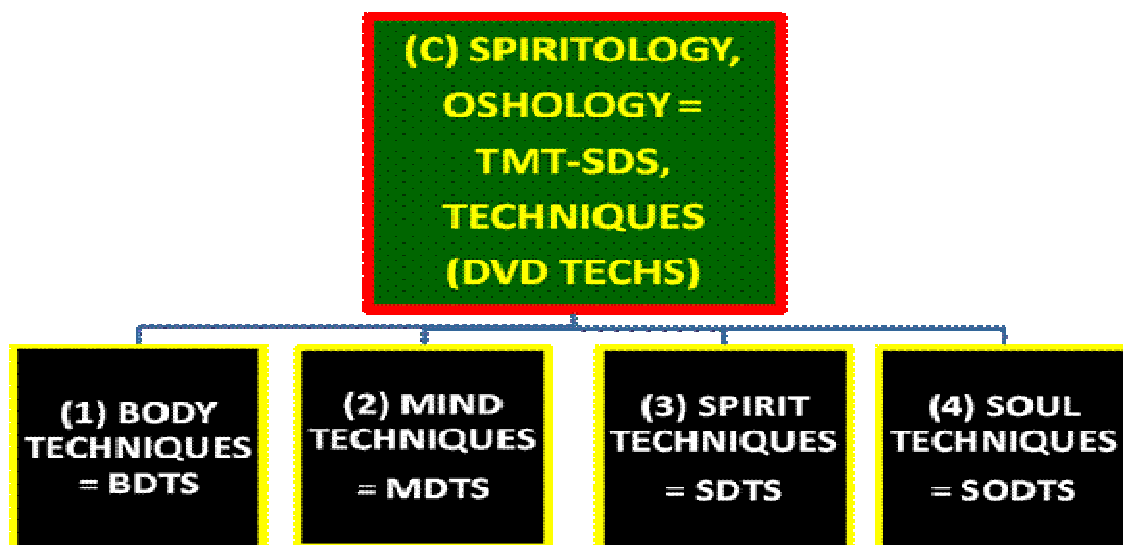 (C) SPIRITOLOGY,
OSHOLOGY =
TMT-SDS,
TECHNIQUES
(DVD TECHS)
(1) BODY
TECHNIQUES
= BDTS
(2) MIND
TECHNIQUES
= MDTS
(3) SPIRIT
TECHNIQUES
= SDTS
(4) SOUL
TECHNIQUES
= SODTS